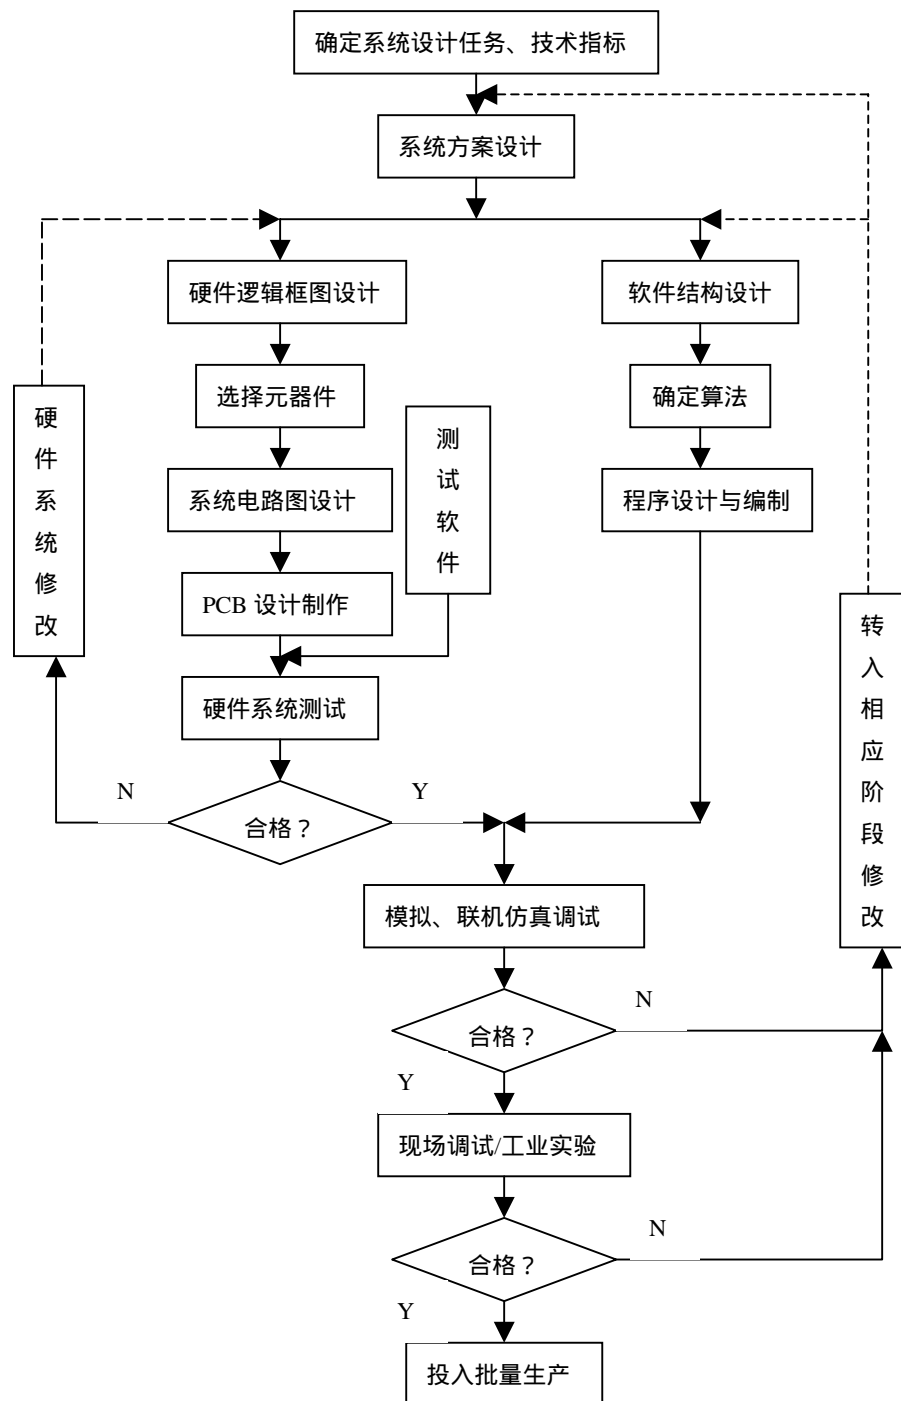 确定系统设计任务、技术指标
系统方案设计
硬件逻辑框图设计
软件结构设计
选择元器件
确定算法
硬件系统修改
测试软件
系统电路图设计
程序设计与编制
PCB 设计制作
转入相应阶段修改
硬件系统测试
N
Y
合格？
模拟、联机仿真调试
N
合格？
Y
现场调试/工业实验
N
合格？
Y
投入批量生产